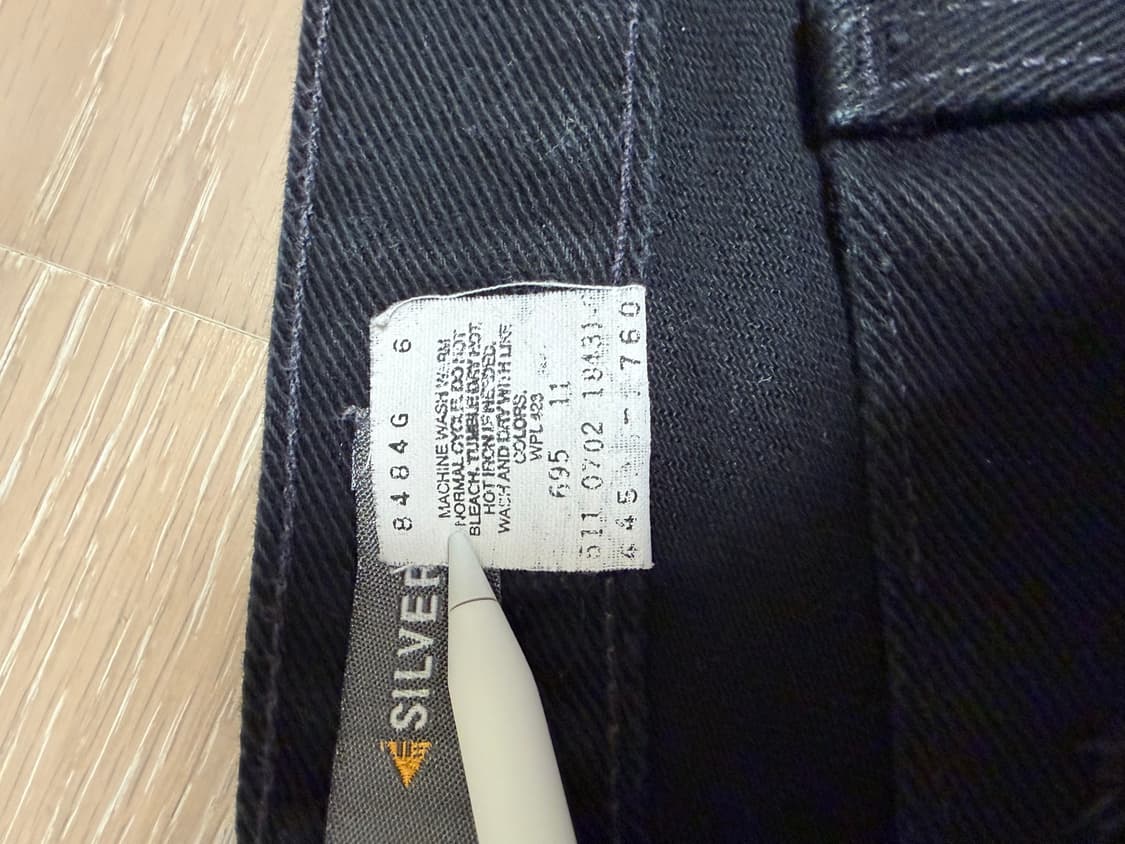 8484G 6
MACHINE WASH WARM
NORMAL CYCLE. DO NOT
BLEACH. TUMBLE DRY HOT.
HOT IRON IF NEEDED.
WASH AND DRY WITH LIKE
COLORS.
WPL 423
695 11
511 0702 18431
760
SILVER